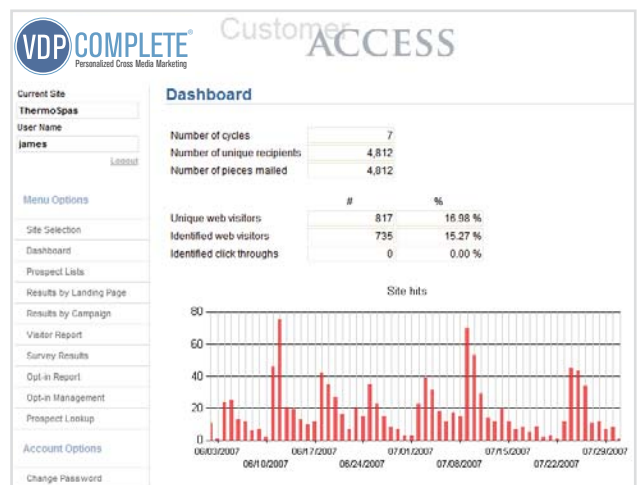 VDP COMPLETE®
Personalized Cross Media Marketing
Customer
ACCESS
Current Site
ThermoSpas
User Name
james
Logout
Menu Options
Site Selection
Dashboard
Prospect Lists
Results by Landing Page
Results by Campaign
Visitor Report
Survey Results
Opt-in Report
Opt-in Management
Prospect Lookup
Account Options
Change Password
Dashboard
Number of cycles 7
Number of unique recipients 4,812
Number of pieces mailed 4,812
# %
Unique web visitors 817 16.98 %
Identified web visitors 735 15.27 %
Identified click throughs 0 0.00 %
Site hits
80
60
40
20
0
06/03/2007 06/17/2007 07/01/2007 07/15/2007 07/29/2007
06/10/2007 06/24/2007 07/08/2007 07/22/2007